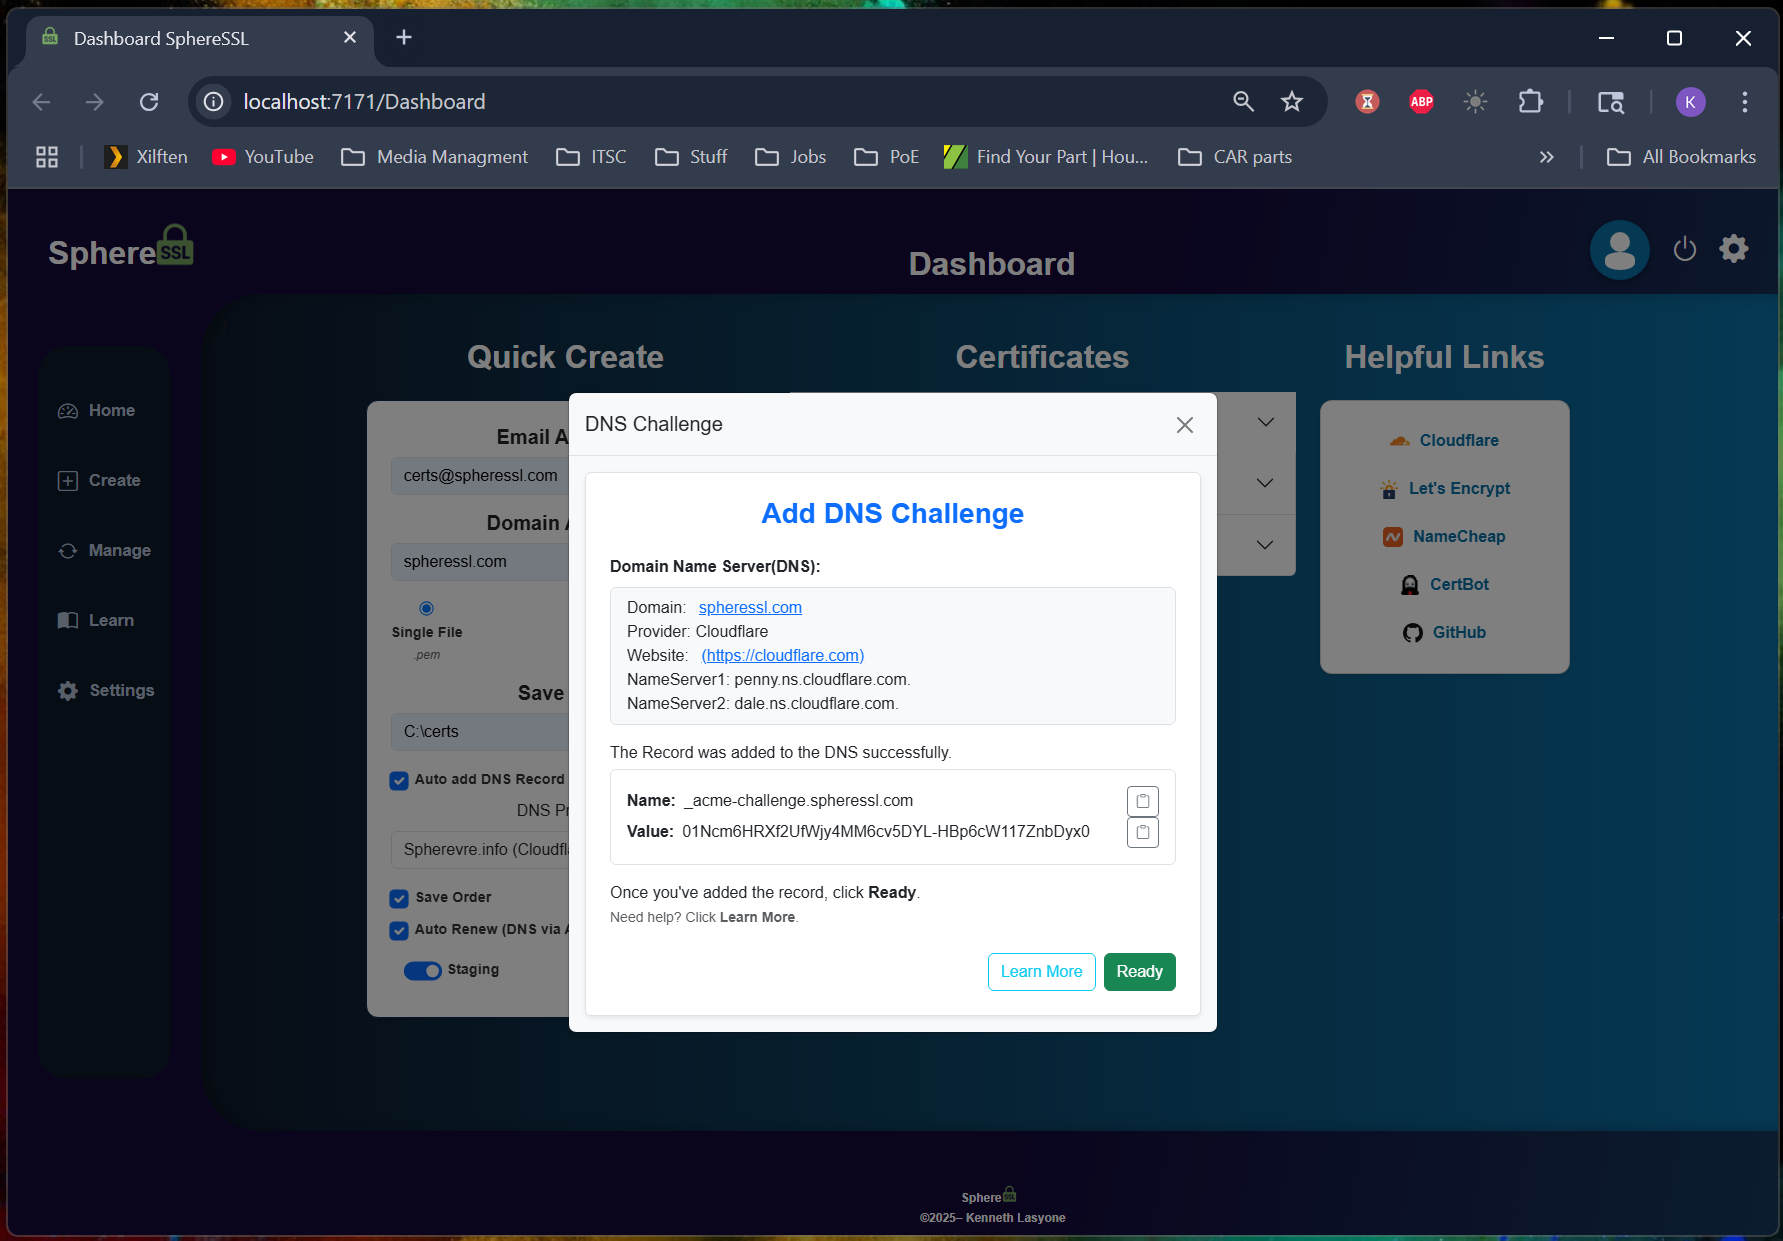 Dashboard SphereSSL
localhost:7171/Dashboard
ABP
K
Xilften
YouTube
Media Managment
ITSC
Stuff
Jobs
PoE
Find Your Part | Hou...
CAR parts
All Bookmarks
Sphere SSL
Dashboard
Home
Create
Manage
Learn
Settings
Quick Create
Certificates
Helpful Links
Email A
certs@spheressl.com
Domain A
spheressl.com
Single File
.pem
Save
C:\certs
Auto add DNS Record
DNS Pr
Spherevre.info (Cloudfl
Save Order
Auto Renew (DNS via A
Staging
DNS Challenge
Add DNS Challenge
Domain Name Server(DNS):
Domain: spheressl.com
Provider: Cloudflare
Website: (https://cloudflare.com)
NameServer1: penny.ns.cloudflare.com.
NameServer2: dale.ns.cloudflare.com.
The Record was added to the DNS successfully.
Name: _acme-challenge.spheressl.com
Value: 01Ncm6HRXf2UfWjy4MM6cv5DYL-HBp6cW117ZnbDyx0
Once you've added the record, click Ready.
Need help? Click Learn More.
Learn More
Ready
Cloudflare
Let's Encrypt
NameCheap
CertBot
GitHub
Sphere SSL
©2025– Kenneth Lasyone